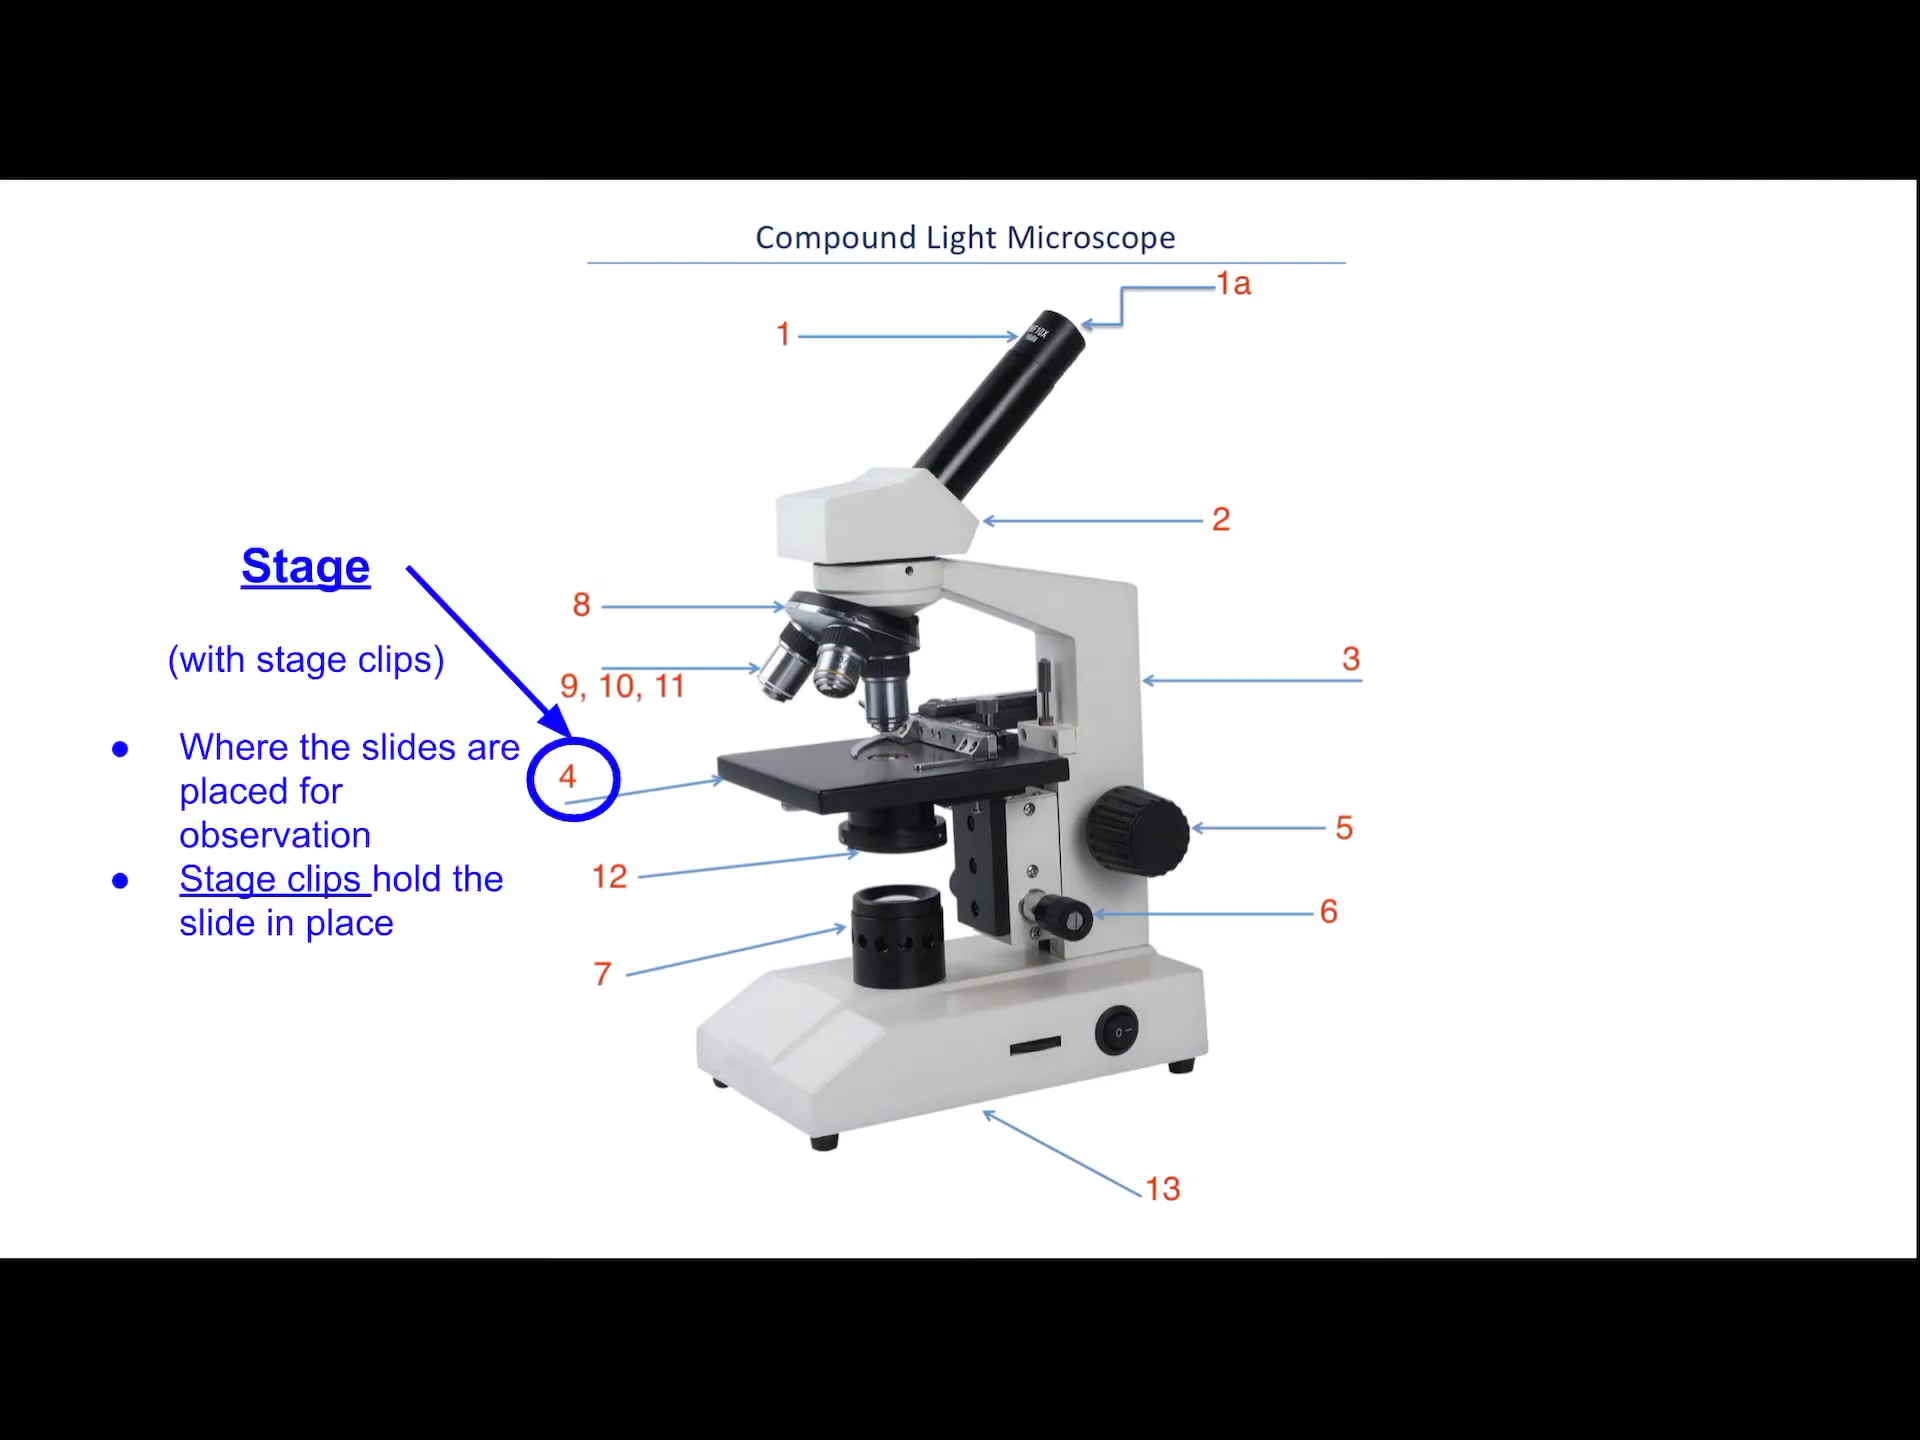 Compound Light Microscope
1a
1
2
Stage
8
(with stage clips)
3
9, 10, 11
● Where the slides are
placed for
observation
4
● Stage clips hold the
slide in place
5
12
6
7
13